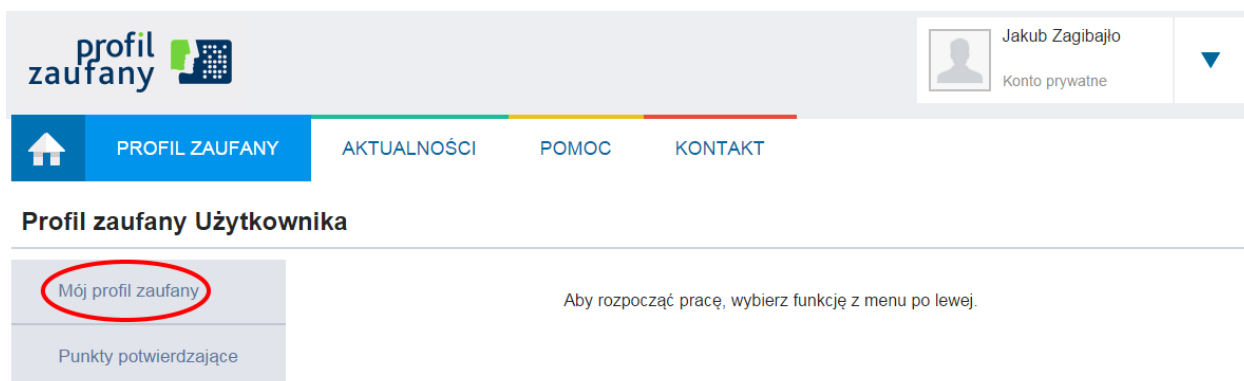 profil
zaufany
Jakub Zagibajło
Konto prywatne
PROFIL ZAUFANY AKTUALNOŚCI POMOC KONTAKT
Profil zaufany Użytkownika
Mój profil zaufany
Aby rozpocząć pracę, wybierz funkcję z menu po lewej.
Punkty potwierdzające